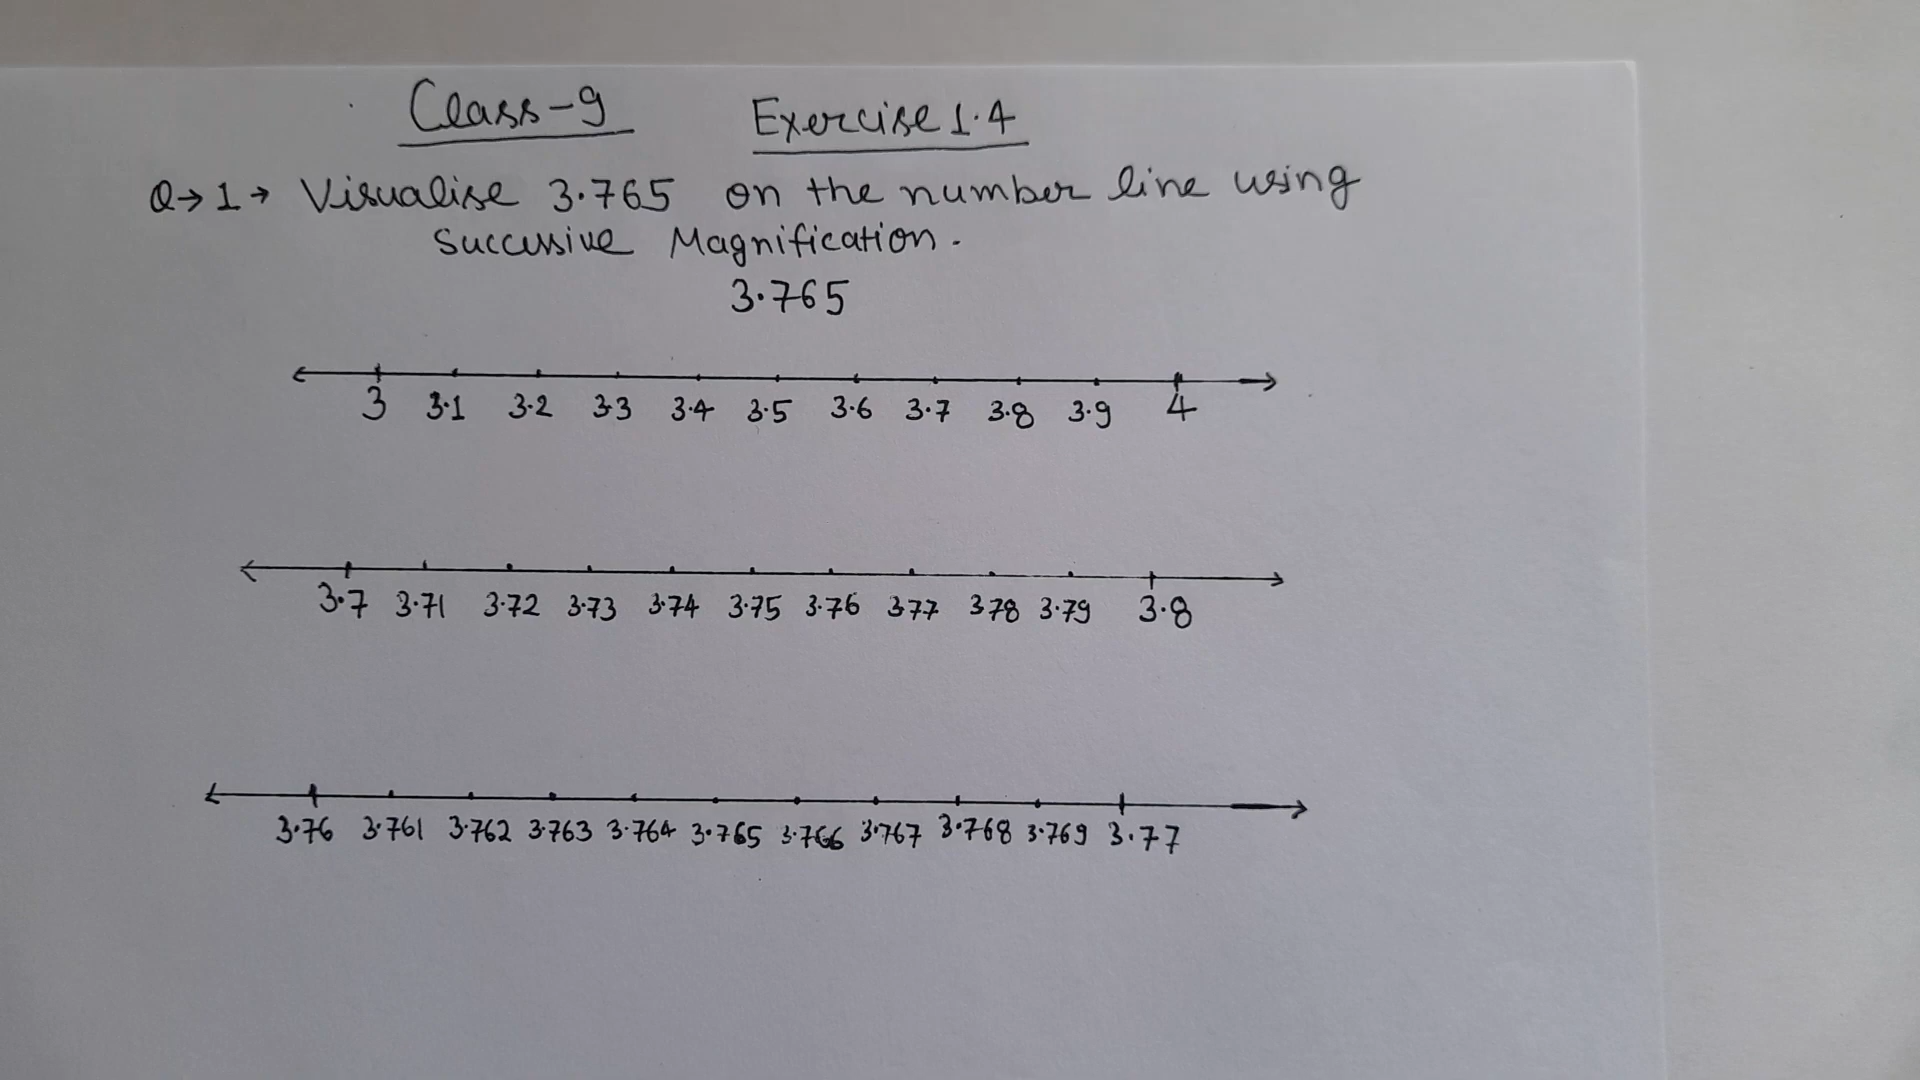 Class-9 Exercise 1.4
Q→1→ Visualise 3.765 on the number line using
Successive Magnification.
3.765
3 3.1 3.2 3.3 3.4 3.5 3.6 3.7 3.8 3.9 4
3.7 3.71 3.72 3.73 3.74 3.75 3.76 3.77 3.78 3.79 3.8
3.76 3.761 3.762 3.763 3.764 3.765 3.766 3.767 3.768 3.769 3.77